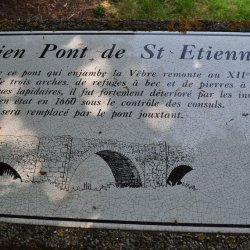 ien Pont de St Etienn
ce pont qui enjambe la Vèbre remonte au XII
trois arches, de refuges à bec et de pierres à
ques lapidaires, il fut fortement détérioré par les in
en état en 1660 sous le contrôle des consuls.
sera remplacé par le pont jouxtant.